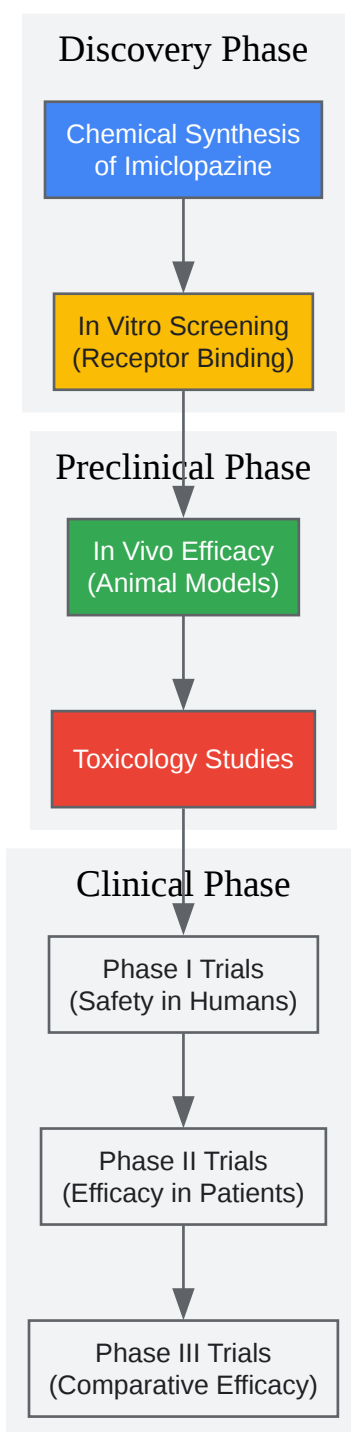 Discovery Phase
Chemical Synthesis
of Imiclopazine
In Vitro Screening
(Receptor Binding)
Preclinical Phase
In Vivo Efficacy
(Animal Models)
Toxicology Studies
Clinical Phase
Phase I Trials
(Safety in Humans)
Phase II Trials
(Efficacy in Patients)
Phase III Trials
(Comparative Efficacy)